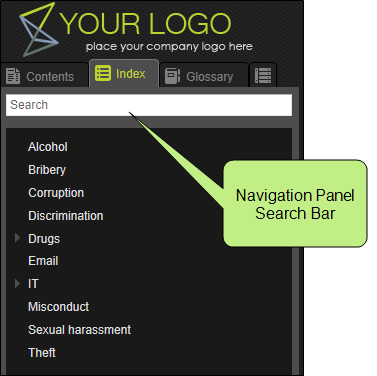 YOUR LOGO
place your company logo here
Contents
Index
Glossary
Search
Alcohol
Bribery
Corruption
Discrimination
Drugs
Email
IT
Misconduct
Sexual harassment
Theft
Navigation Panel
Search Bar